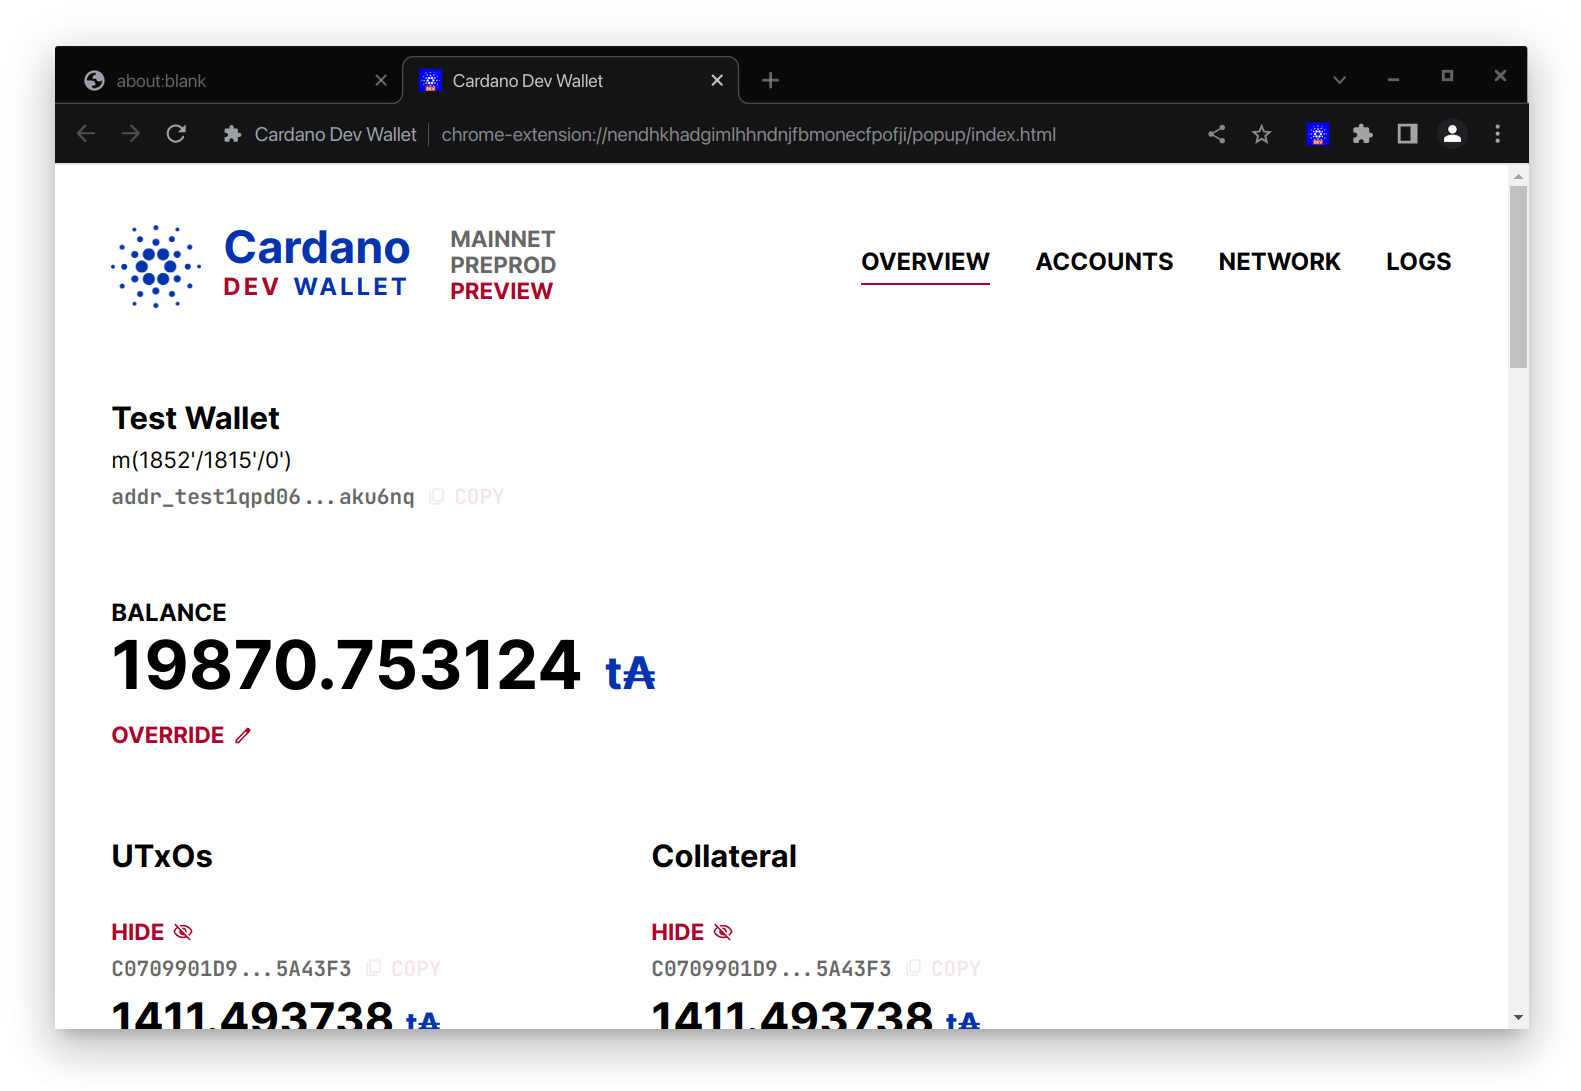 about:blank
Cardano Dev Wallet
Cardano Dev Wallet
chrome-extension://nendhkhadgimlhhndnjfbmonecfpofji/popup/index.html
Cardano
DEV WALLET
MAINNET
PREPROD
PREVIEW
OVERVIEW
ACCOUNTS
NETWORK
LOGS
Test Wallet
m(1852'/1815'/0')
addr_test1qpd06...aku6nq COPY
BALANCE
19870.753124 t₳
OVERRIDE
UTxOs
HIDE
C0709901D9...5A43F3 COPY
1411.493738 t₳
Collateral
HIDE
C0709901D9...5A43F3 COPY
1411.493738 t₳